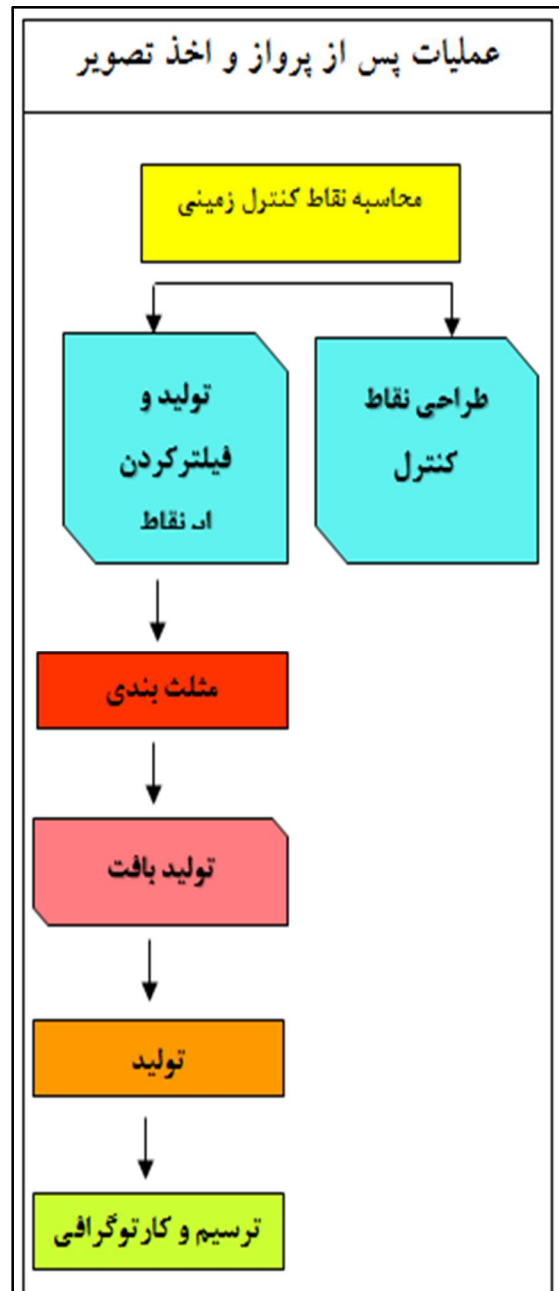 عملیات پس از پرواز و اخذ تصویر
محاسبه نقاط کنترل زمینی
طراحی نقاط
کنترل
تولید و
فیلترکردن
ابر نقاط
مثلث بندی
تولید بافت
تولید
ترسیم و کارتوگرافی